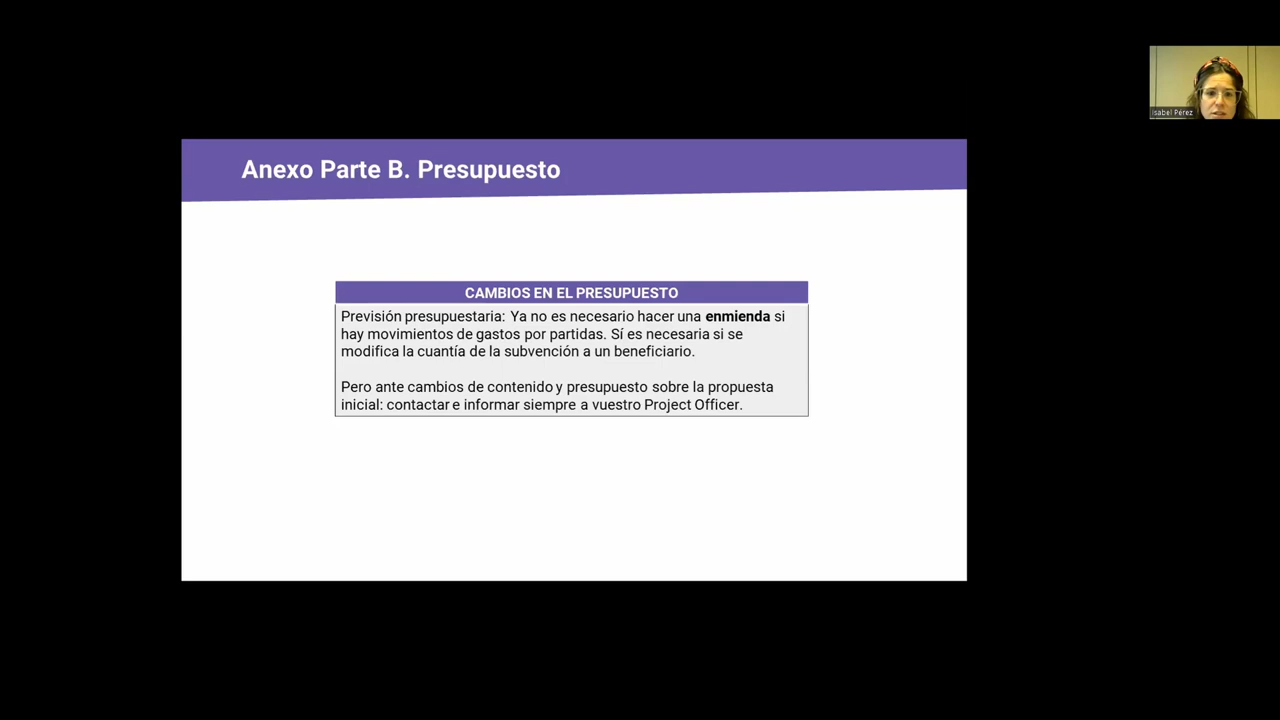 Anexo Parte B. Presupuesto
CAMBIOS EN EL PRESUPUESTO
Previsión presupuestaria: Ya no es necesario hacer una enmienda si
hay movimientos de gastos por partidas. Sí es necesaria si se
modifica la cuantía de la subvención a un beneficiario.
Pero ante cambios de contenido y presupuesto sobre la propuesta
inicial: contactar e informar siempre a vuestro Project Officer.
Isabel Pérez